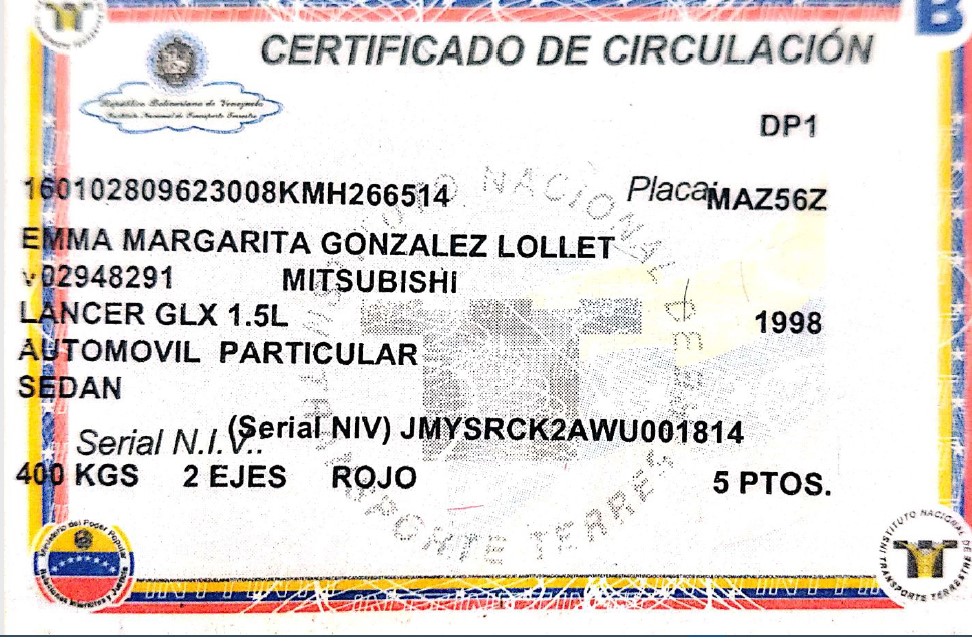 B
CERTIFICADO DE CIRCULACIÓN
República Bolivariana de Venezuela
Instituto Nacional de Transporte Terrestre
DP1
160102809623008KMH266514
Placa: MAZ56Z
EMMA MARGARITA GONZALEZ LOLLET
v02948291 MITSUBISHI
LANCER GLX 1.5L 1998
AUTOMOVIL PARTICULAR
SEDAN
Serial N.I.V.: (Serial NIV) JMYSRCK2AWU001814
400 KGS 2 EJES ROJO 5 PTOS.
INSTITUTO NACIONAL DE TRANSPORTE TERRESTRE
Ministerio del Poder Popular
Relaciones Interiores y Justicia
INSTITUTO NACIONAL DE TRANSPORTE TERRESTRE